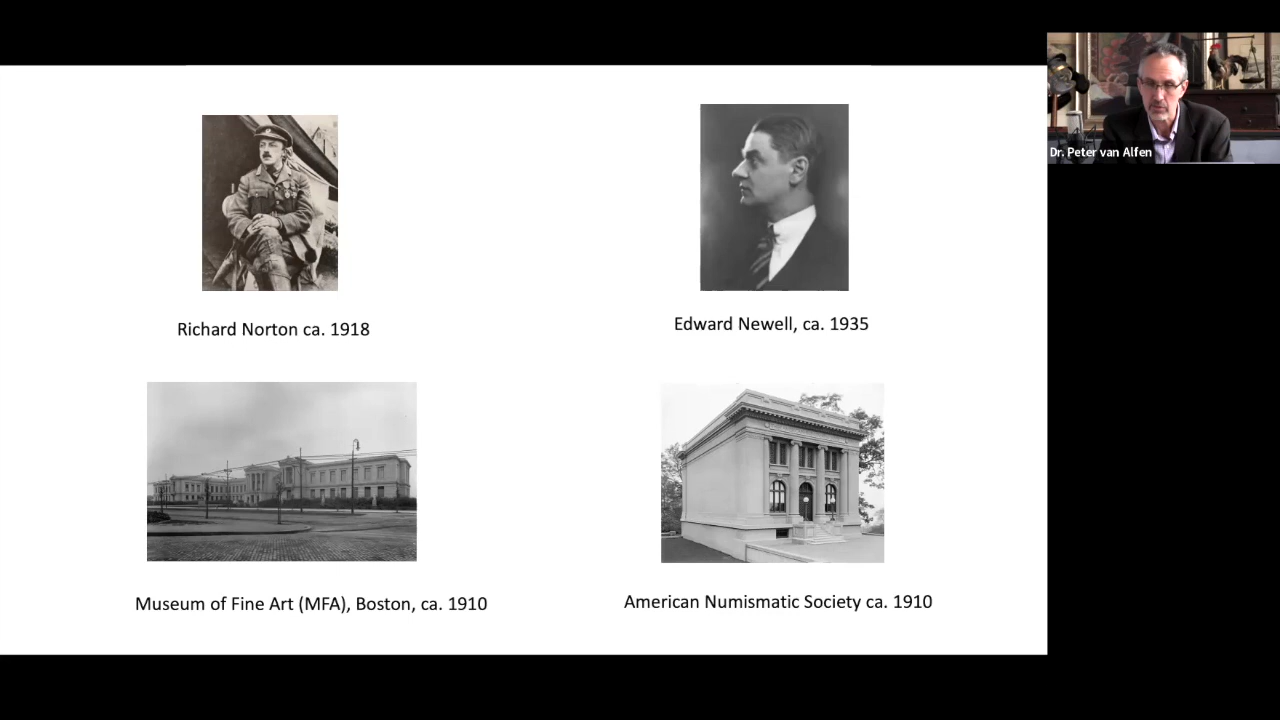 Dr. Peter van Alfen
Richard Norton ca. 1918
Edward Newell, ca. 1935
Museum of Fine Art (MFA), Boston, ca. 1910
American Numismatic Society ca. 1910